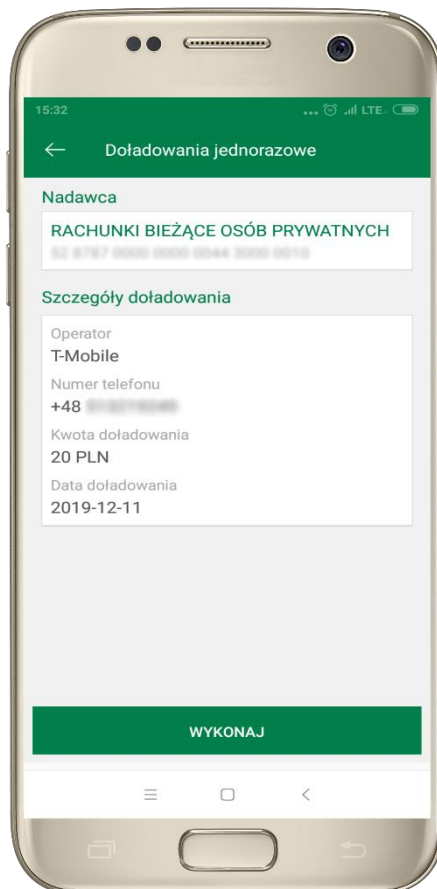 15:32
LTE
Doładowania jednorazowe
Nadawca
RACHUNKI BIEŻĄCE OSÓB PRYWATNYCH
Szczegóły doładowania
Operator
T-Mobile
Numer telefonu
+48
Kwota doładowania
20 PLN
Data doładowania
2019-12-11
WYKONAJ